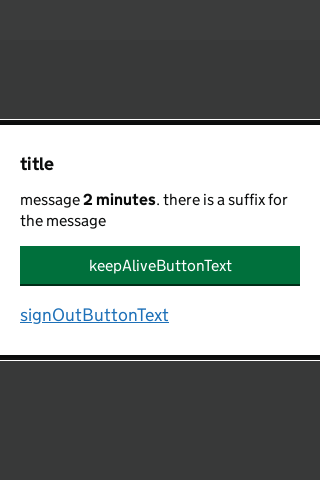 title
message 2 minutes. there is a suffix for
the message
keepAliveButtonText
signOutButtonText